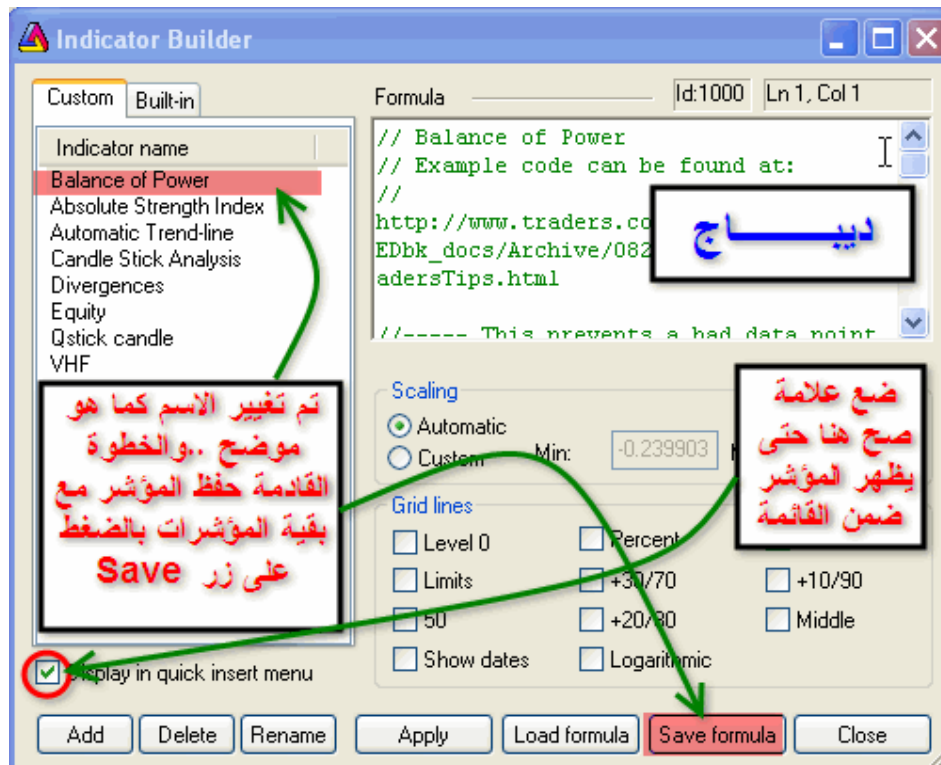 Indicator Builder
Custom
Built-in
Indicator name
Balance of Power
Absolute Strength Index
Automatic Trend-line
Candle Stick Analysis
Divergences
Equity
Qstick candle
VHF
تم تغيير الاسم كما هو
موضح ..والخطوة
القادمة حفظ المؤشر مع
بقية المؤشرات بالضغط
على زر Save
Display in quick insert menu
Formula
Id:1000
Ln 1, Col 1
// Balance of Power
// Example code can be found at:
//
http://www.traders.co
EDbk_docs/Archive/082
adersTips.html
//----- This prevents a bad data point
ديبـــــــاج
Scaling
Automatic
Custom
Min:
-0.239903
ضع علامة
صح هنا حتى
يظهر المؤشر
ضمن القائمة
Grid lines
Level 0
Percent
Limits
+30/70
+10/90
50
+20/80
Middle
Show dates
Logarithmic
Add
Delete
Rename
Apply
Load formula
Save formula
Close